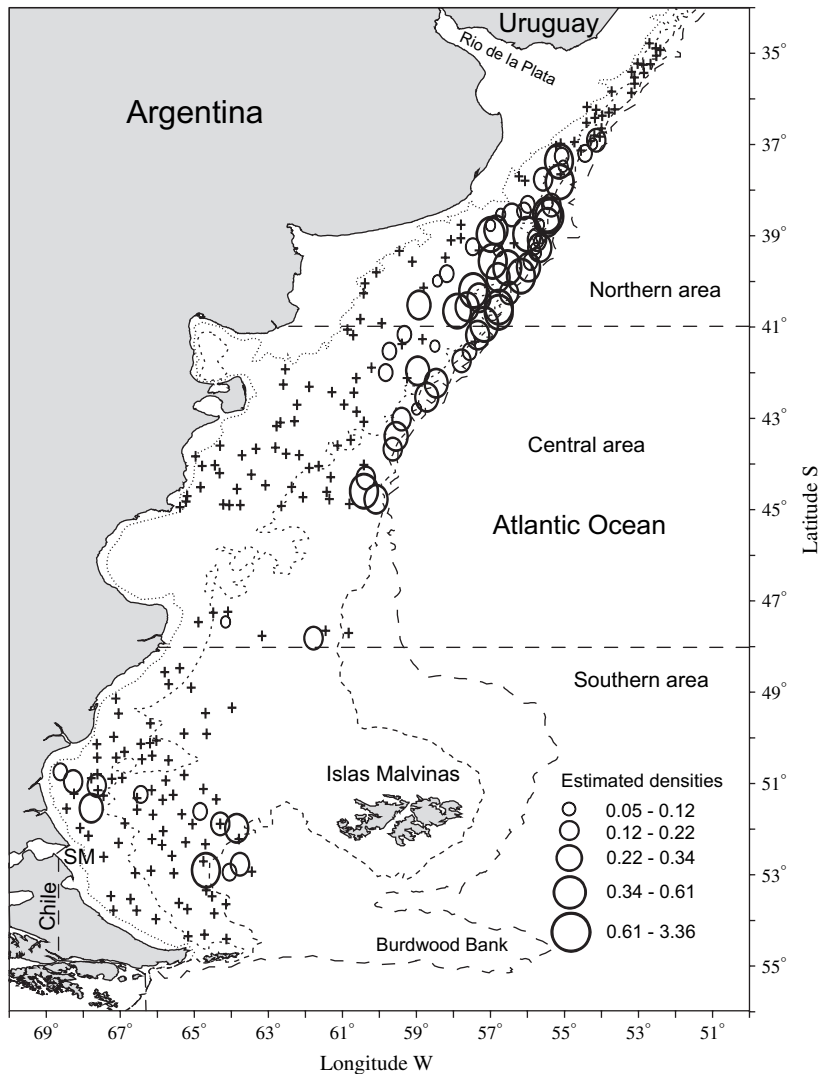 Uruguay
Rio de la Plata
Argentina
35°
37°
39°
Northern area
41°
43°
Central area
Atlantic Ocean
45°
Latitude S
47°
Southern area
49°
Islas Malvinas
51°
Estimated densities
0.05 - 0.12
0.12 - 0.22
0.22 - 0.34
0.34 - 0.61
0.61 - 3.36
SM
53°
Chile
Burdwood Bank
55°
69° 67° 65° 63° 61° 59° 57° 55° 53° 51°
Longitude W